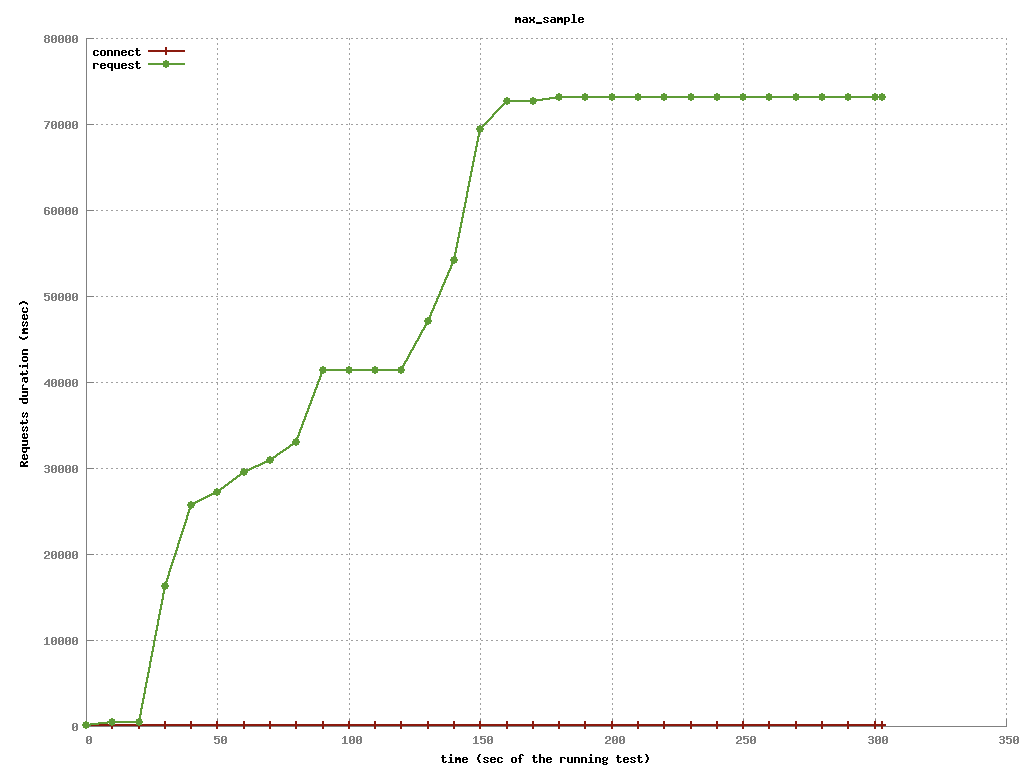 max_sample
80000
connect
request
70000
60000
50000
Requests duration (msec)
40000
30000
20000
10000
0
0 50 100 150 200 250 300 350
time (sec of the running test)